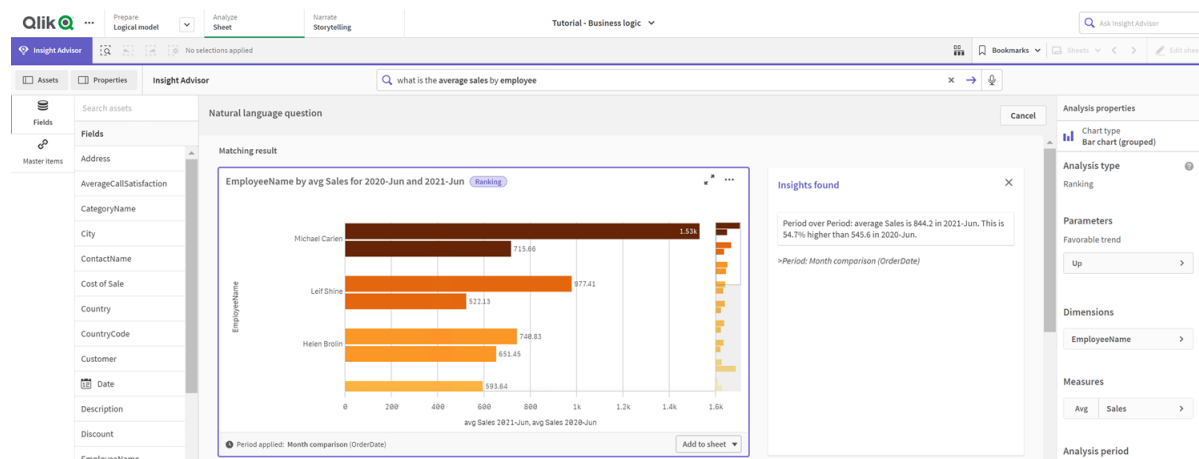 Qlik
Prepare
Logical model
Analyze
Sheet
Narrate
Storytelling
Tutorial - Business logic
Ask Insight Advisor
Insight Advisor
No selections applied
Bookmarks
Sheets
Edit shee
Assets
Properties
Insight Advisor
what is the average sales by employee
Fields
Master items
Search assets
Fields
Address
AverageCallSatisfaction
CategoryName
City
ContactName
Cost of Sale
Country
CountryCode
Customer
Date
Description
Discount
EmployeeName
Natural language question
Cancel
Matching result
EmployeeName by avg Sales for 2020-Jun and 2021-Jun
Ranking
EmployeeName
Michael Carlen
1.53k
715.66
Leif Shine
977.41
522.13
Helen Brolin
740.83
651.45
593.64
0 200 400 600 800 1k 1.2k 1.4k 1.6k
avg Sales 2021-Jun, avg Sales 2020-Jun
Period applied: Month comparison (OrderDate)
Add to sheet
Insights found
Period over Period: average Sales is 844.2 in 2021-Jun. This is
54.7% higher than 545.6 in 2020-Jun.
>Period: Month comparison (OrderDate)
Analysis properties
Chart type
Bar chart (grouped)
Analysis type
Ranking
Parameters
Favorable trend
Up
Dimensions
EmployeeName
Measures
Avg Sales
Analysis period